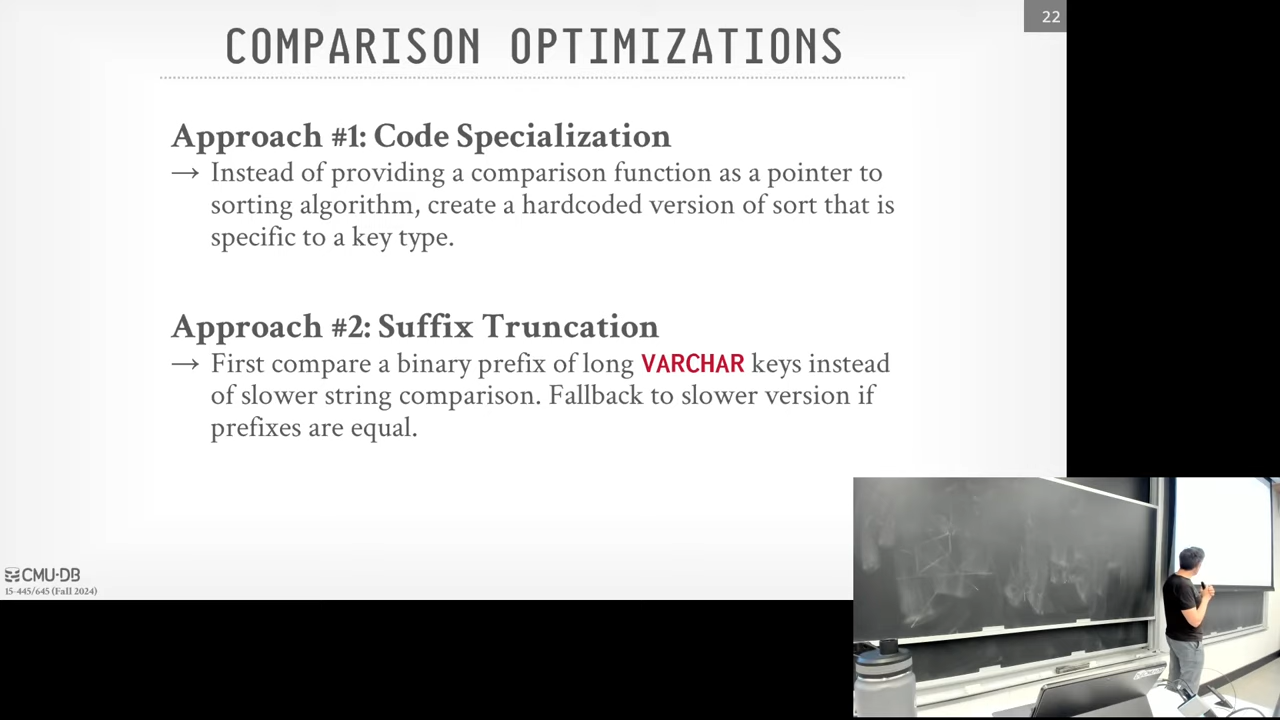 22
COMPARISON OPTIMIZATIONS
Approach #1: Code Specialization
→ Instead of providing a comparison function as a pointer to
sorting algorithm, create a hardcoded version of sort that is
specific to a key type.
Approach #2: Suffix Truncation
→ First compare a binary prefix of long VARCHAR keys instead
of slower string comparison. Fallback to slower version if
prefixes are equal.
CMU·DB
15-445/645 (Fall 2024)